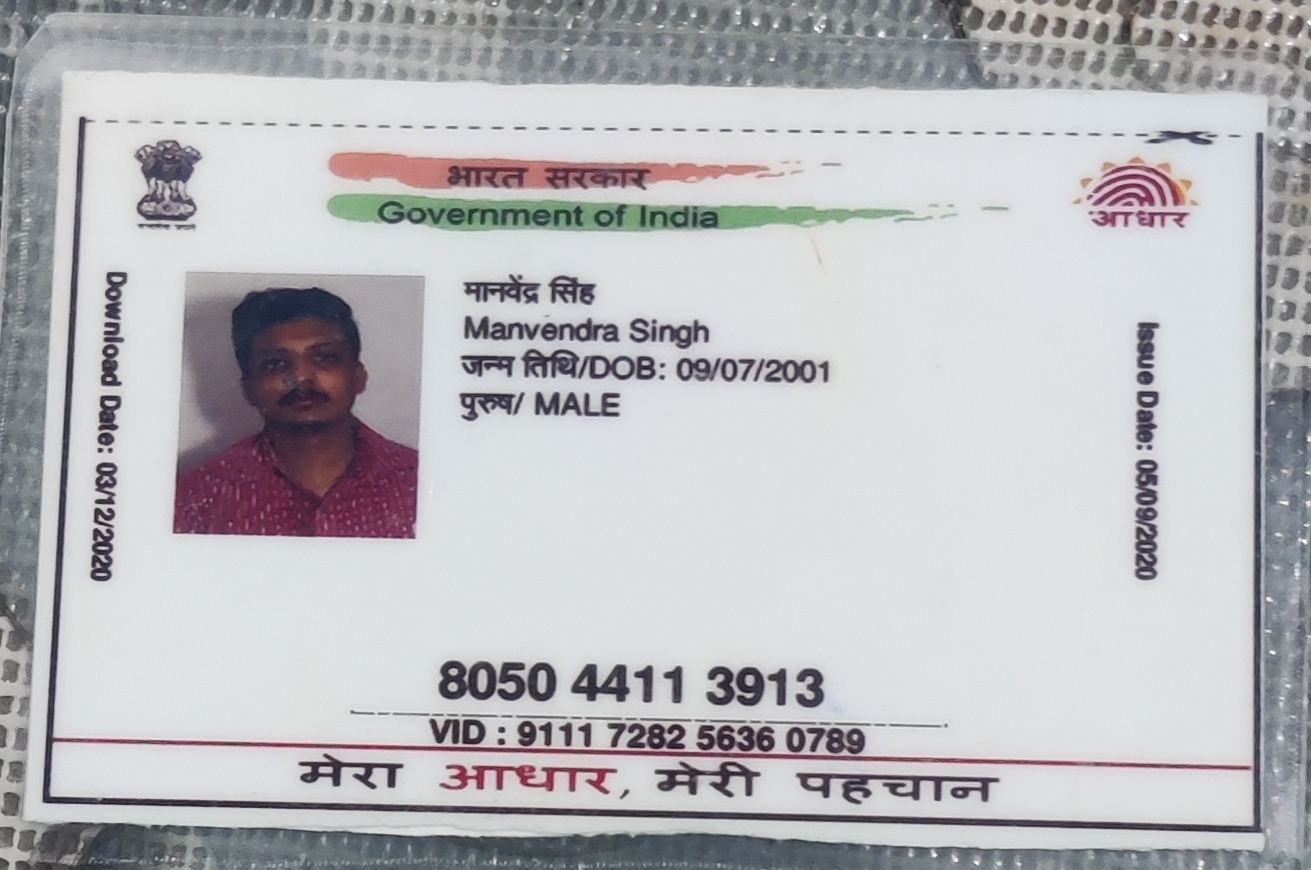 भारत सरकार
Government of India
आधार
Download Date: 03/12/2020
मानवेंद्र सिंह
Manvendra Singh
जन्म तिथि/DOB: 09/07/2001
पुरुष/ MALE
Issue Date: 05/09/2020
8050 4411 3913
VID : 9111 7282 5636 0789
मेरा आधार, मेरी पहचान